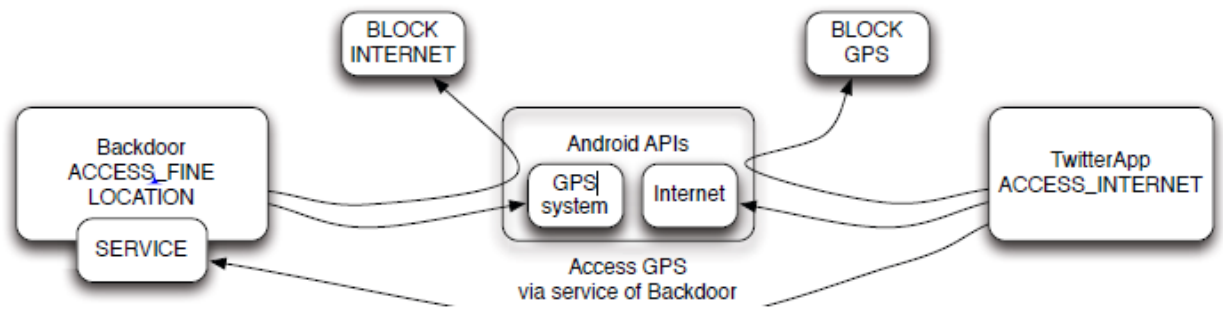 BLOCK
INTERNET
BLOCK
GPS
Backdoor
ACCESS_FINE
LOCATION
SERVICE
Android APIs
GPS
system
Internet
TwitterApp
ACCESS_INTERNET
Access GPS
via service of Backdoor